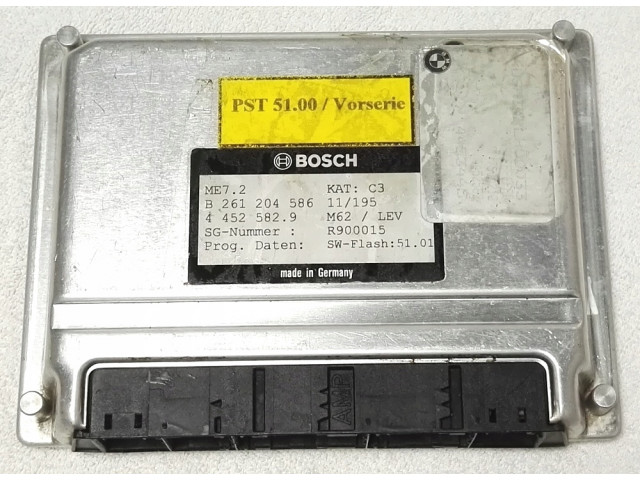 PST 51.00 / Vorserie
BOSCH
ME7.2 KAT: C3
B 261 204 586 11/195
4 452 582.9 M62 / LEV
SG-Nummer : R900015
Prog. Daten: SW-Flash:51.01
made in Germany
AMP